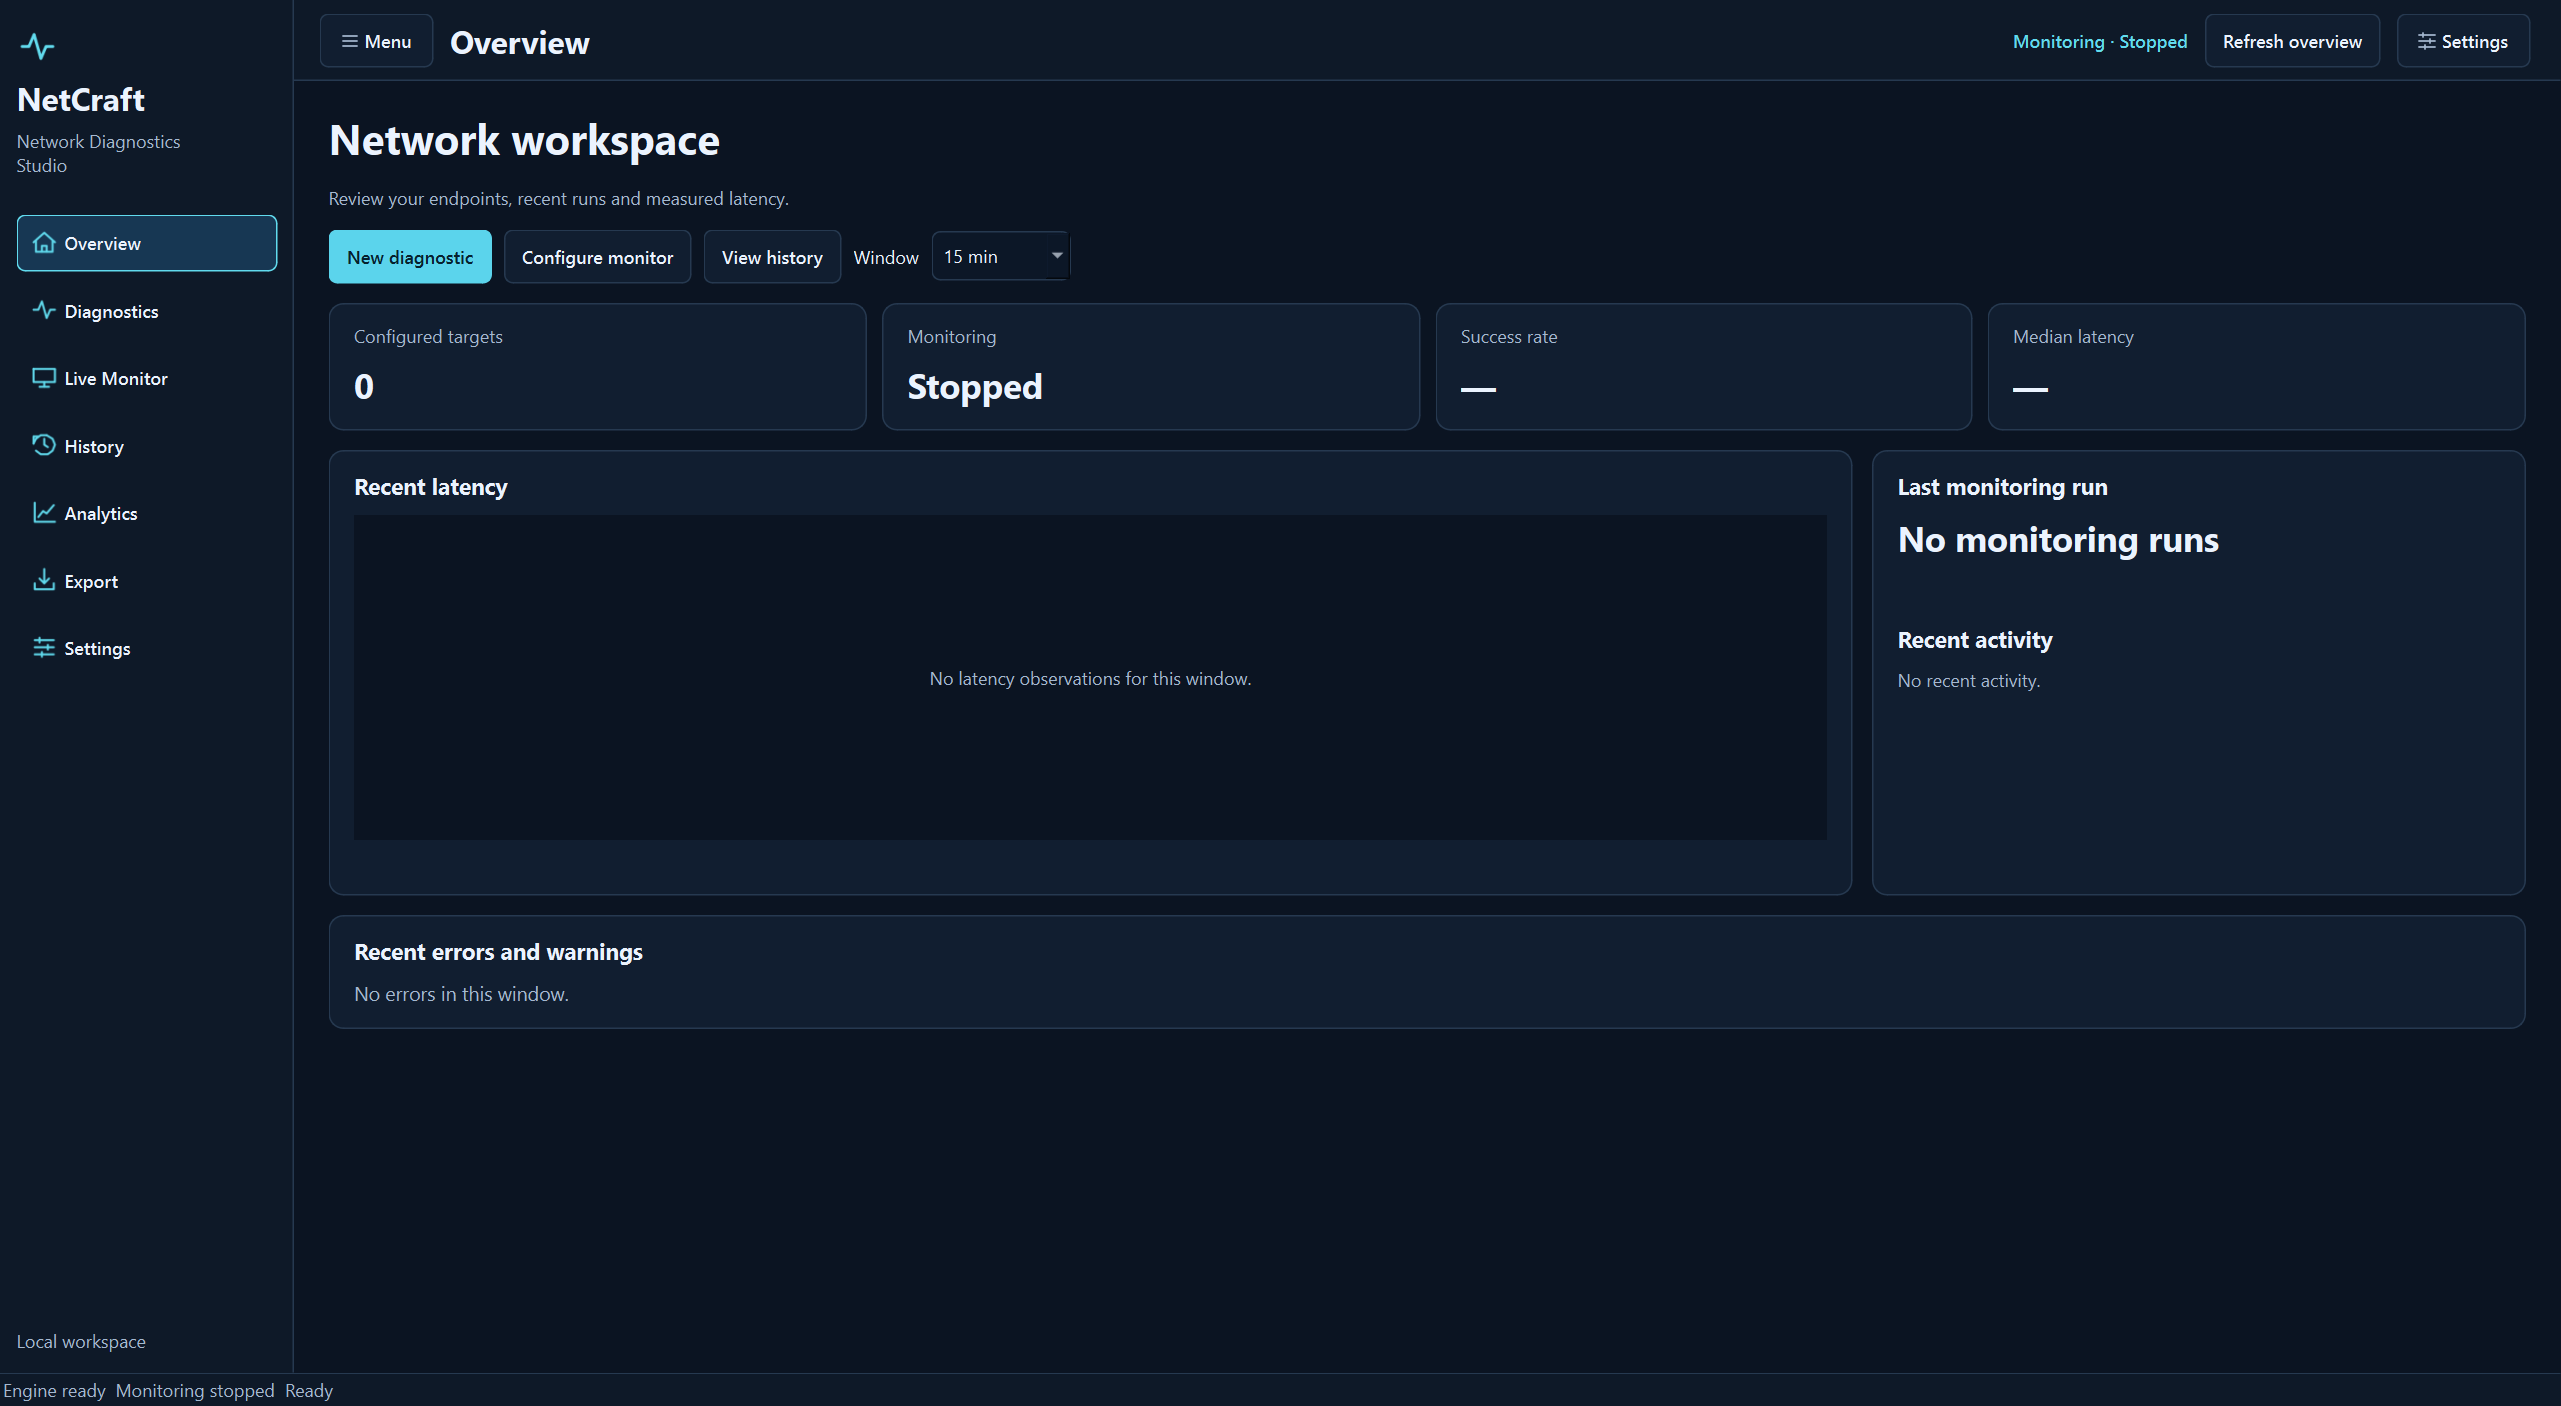 NetCraft
Network Diagnostics
Studio
Overview
Diagnostics
Live Monitor
History
Analytics
Export
Settings
Local workspace
Menu
Overview
Monitoring · Stopped
Refresh overview
Settings
Network workspace
Review your endpoints, recent runs and measured latency.
New diagnostic
Configure monitor
View history
Window
15 min
Configured targets
0
Monitoring
Stopped
Success rate
—
Median latency
—
Recent latency
No latency observations for this window.
Last monitoring run
No monitoring runs
Recent activity
No recent activity.
Recent errors and warnings
No errors in this window.
Engine ready Monitoring stopped Ready